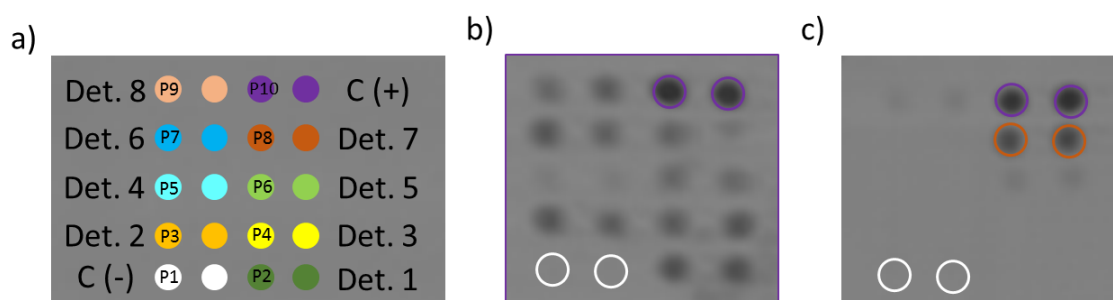 a)
b)
c)
Det. 8 P9 P10 C (+)
Det. 6 P7 P8 Det. 7
Det. 4 P5 P6 Det. 5
Det. 2 P3 P4 Det. 3
C (-) P1 P2 Det. 1